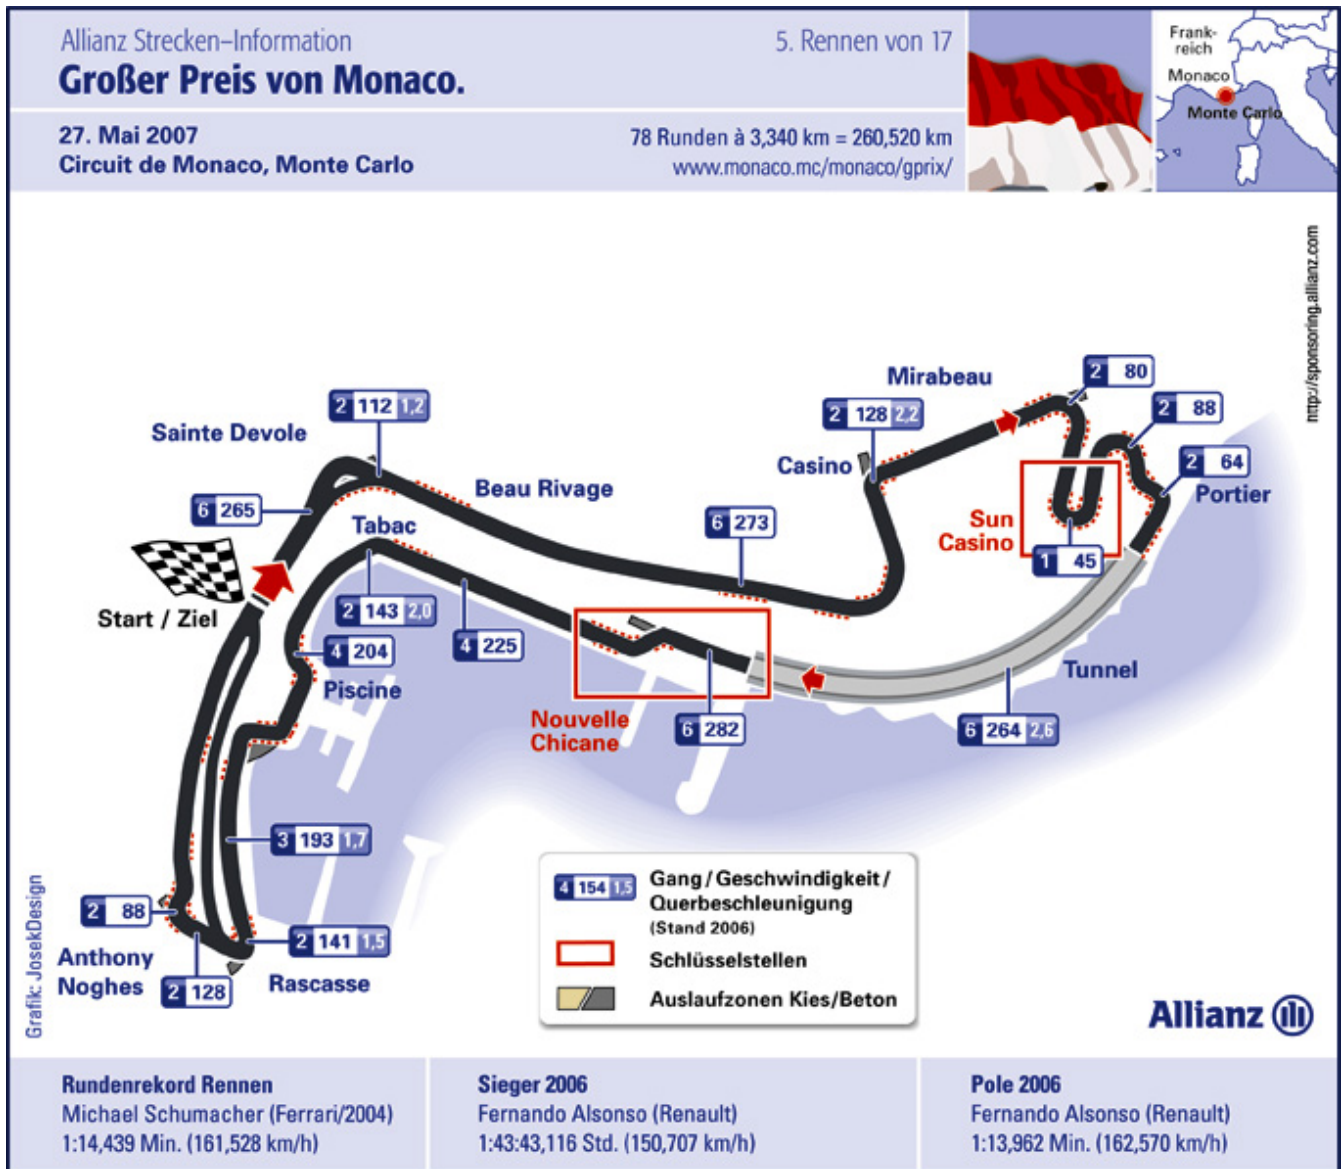 Allianz Strecken-Information
5. Rennen von 17
Großer Preis von Monaco.
27. Mai 2007
Circuit de Monaco, Monte Carlo
78 Runden à 3,340 km = 260,520 km
www.monaco.mc/monaco/gprix/
Frank-
reich
Monaco
Monte Carlo
http://sponsoring.allianz.com
Mirabeau
2 80
2 112 1,2
2 128 2,2
2 88
Sainte Devole
Casino
2 64
Beau Rivage
Portier
6 265
6 273
Tabac
Sun
Casino
1 45
Start / Ziel
2 143 2,0
4 204
4 225
Piscine
Tunnel
Nouvelle
Chicane
6 282
6 264 2,6
3 193 1,7
2 88
2 141 1,5
Anthony
Noghes
2 128
Rascasse
4 154 1,5
Gang / Geschwindigkeit /
Querbeschleunigung
(Stand 2006)
Schlüsselstellen
Auslaufzonen Kies/Beton
Grafik: JosekDesign
Allianz
Rundenrekord Rennen
Michael Schumacher (Ferrari/2004)
1:14,439 Min. (161,528 km/h)
Sieger 2006
Fernando Alsonso (Renault)
1:43:43,116 Std. (150,707 km/h)
Pole 2006
Fernando Alsonso (Renault)
1:13,962 Min. (162,570 km/h)